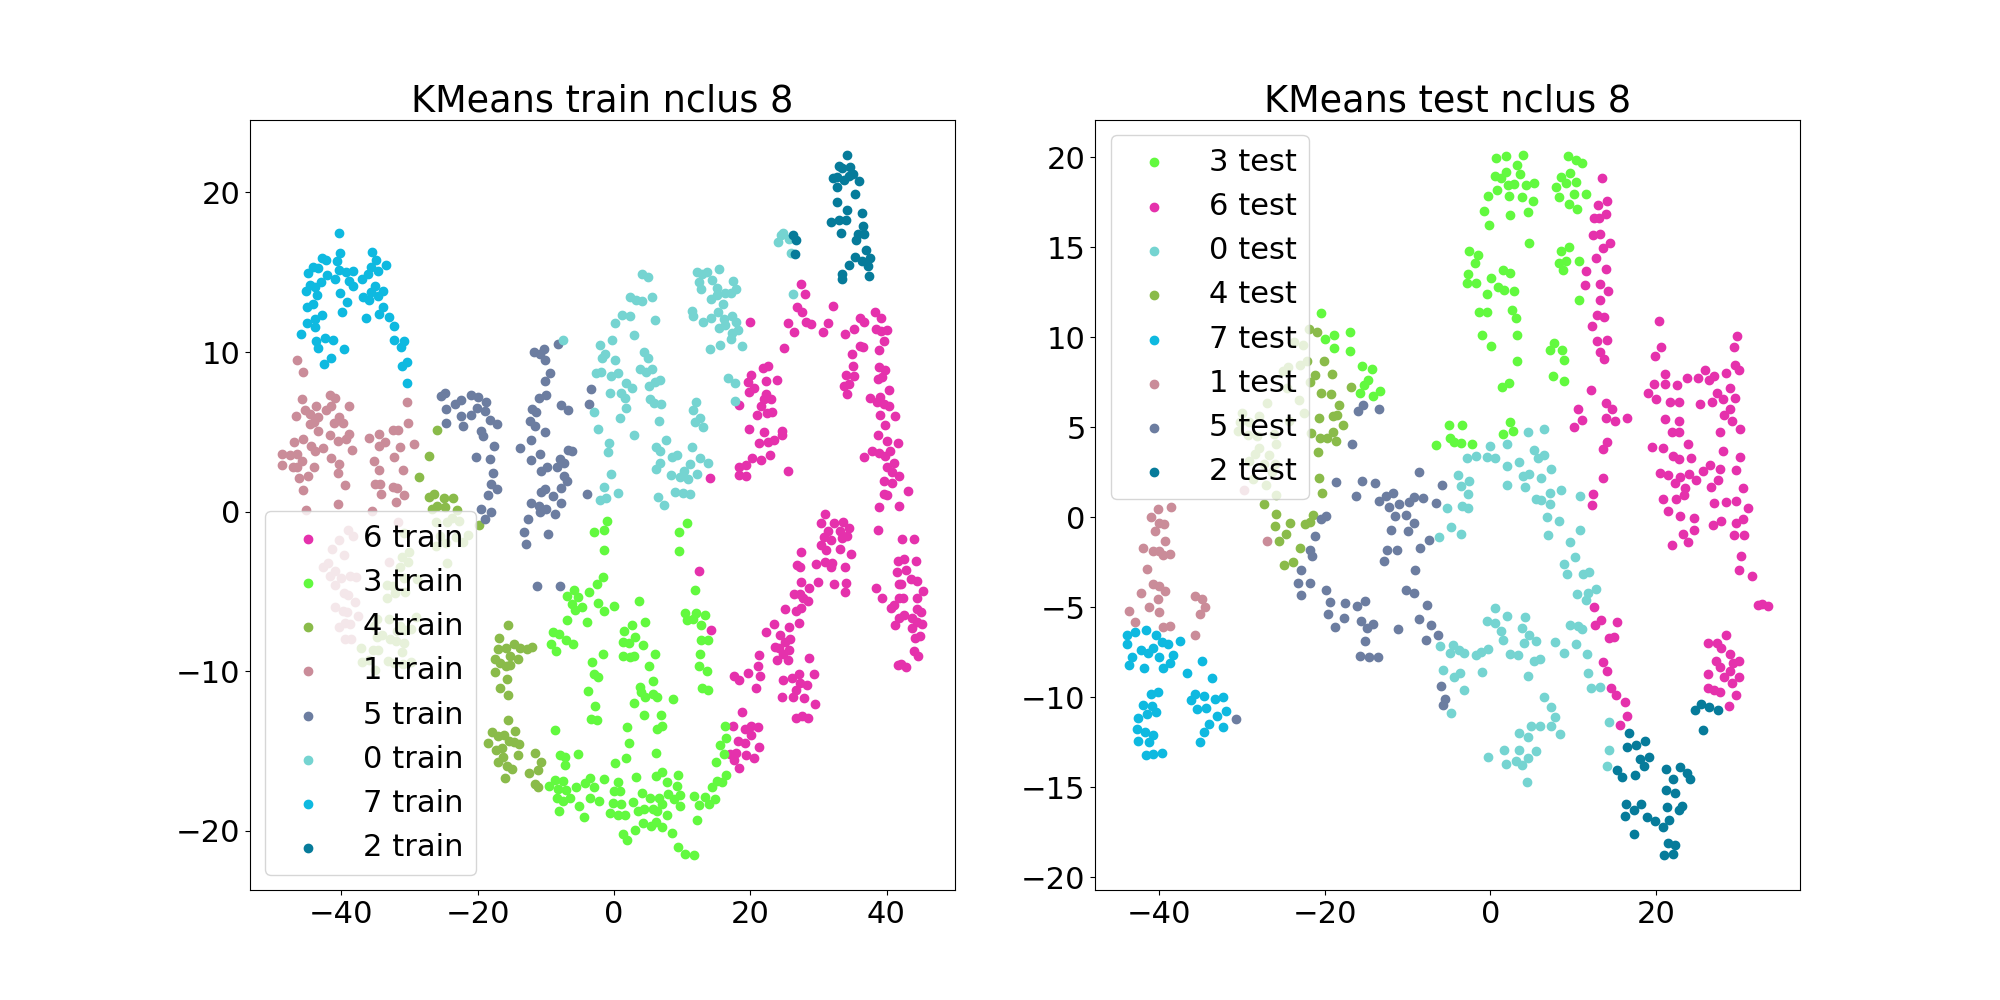 KMeans train nclus 8
20
10
0
−10
−20
−40
−20
0
20
40
6 train
3 train
4 train
1 train
5 train
0 train
7 train
2 train
KMeans test nclus 8
20
15
10
5
0
−5
−10
−15
−20
−40
−20
0
20
3 test
6 test
0 test
4 test
7 test
1 test
5 test
2 test